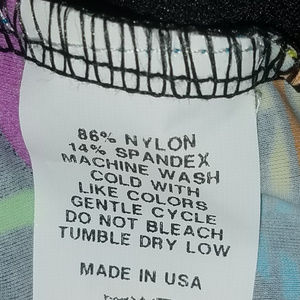 86% NYLON
14% SPANDEX
MACHINE WASH
COLD WITH
LIKE COLORS
GENTLE CYCLE
DO NOT BLEACH
TUMBLE DRY LOW
MADE IN USA